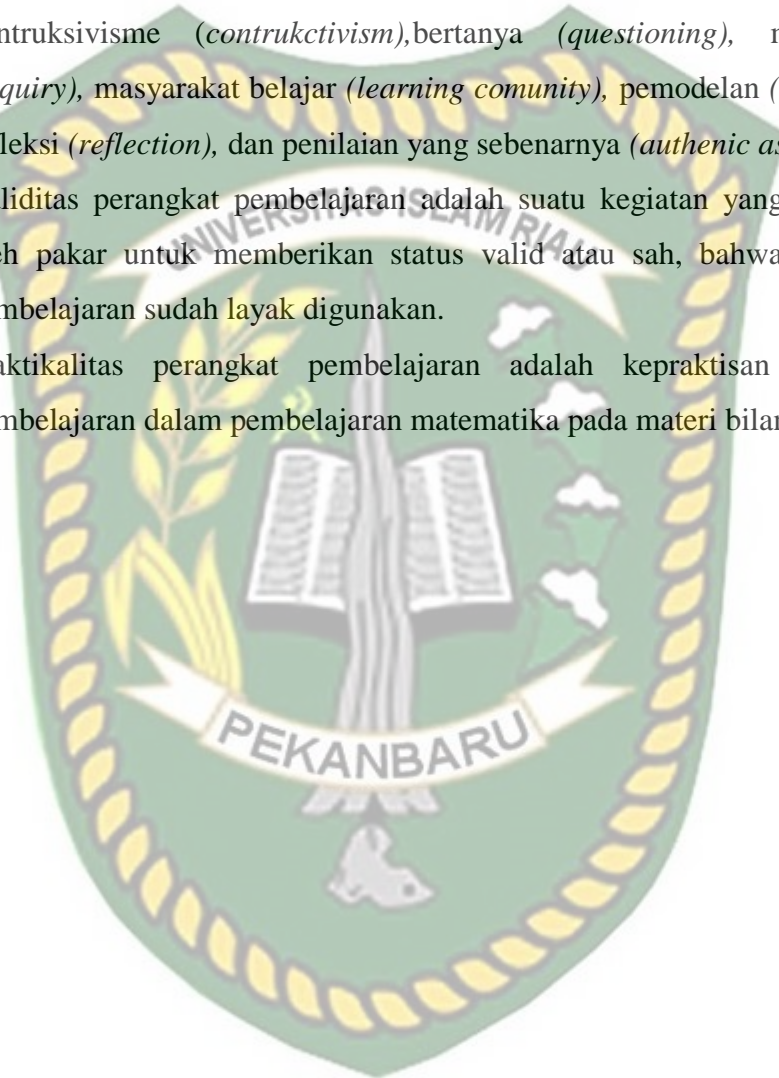 ntruksivisme (contrukctivism),bertanya (questioning),
quiry), masyarakat belajar (learning comunity), pemodelan
fleksi (reflection), dan penilaian yang sebenarnya (authenic
liditas perangkat pembelajaran adalah suatu kegiatan yang
eh pakar untuk memberikan status valid atau sah, bahwa
mbelajaran sudah layak digunakan.
aktikalitas perangkat pembelajaran adalah kepraktisan
mbelajaran dalam pembelajaran matematika pada materi
UNIVERSITAS ISLAM RIAU
PEKANBARU